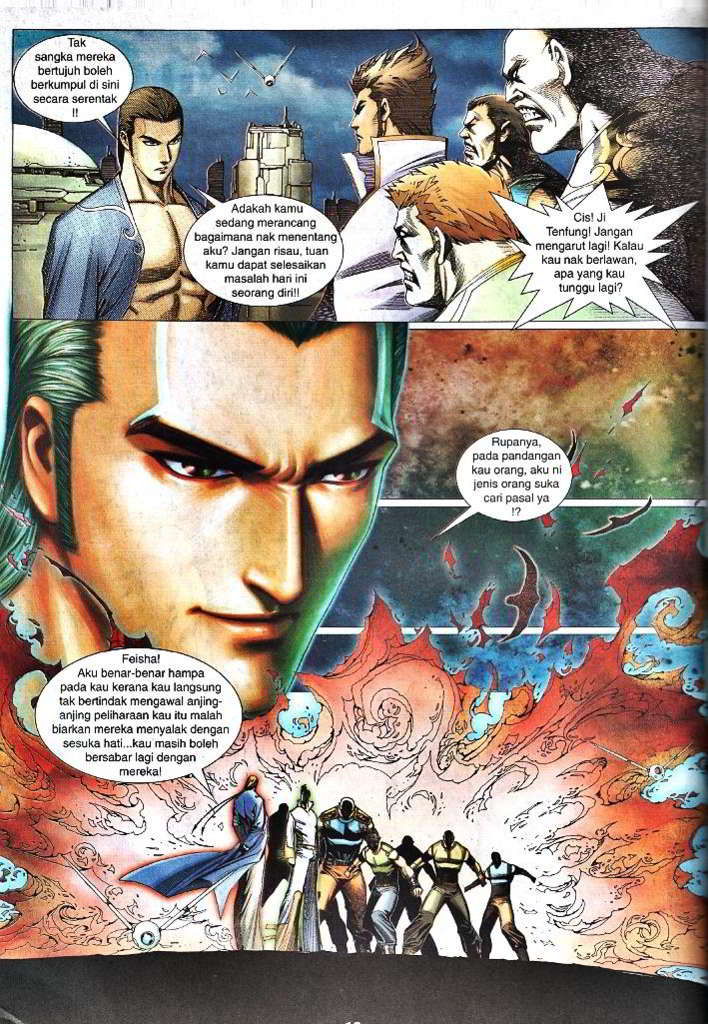 Tak
sangka mereka
bertujuh boleh
berkumpul di sini
secara serentak
!!
Adakah kamu
sedang merancang
bagaimana nak menentang
aku? Jangan risau, tuan
kamu dapat selesaikan
masalah hari ini
seorang diri!!
Cis! Ji
Tenfung! Jangan
mengarut lagi! Kalau
kau nak berlawan,
apa yang kau
tunggu lagi?
Rupanya,
pada pandangan
kau orang, aku ni
jenis orang suka
cari pasal ya
!?
Feisha!
Aku benar-benar hampa
pada kau kerana kau langsung
tak bertindak mengawal anjing-
anjing peliharaan kau itu malah
biarkan mereka menyalak dengan
sesuka hati...kau masih boleh
bersabar lagi dengan
mereka!